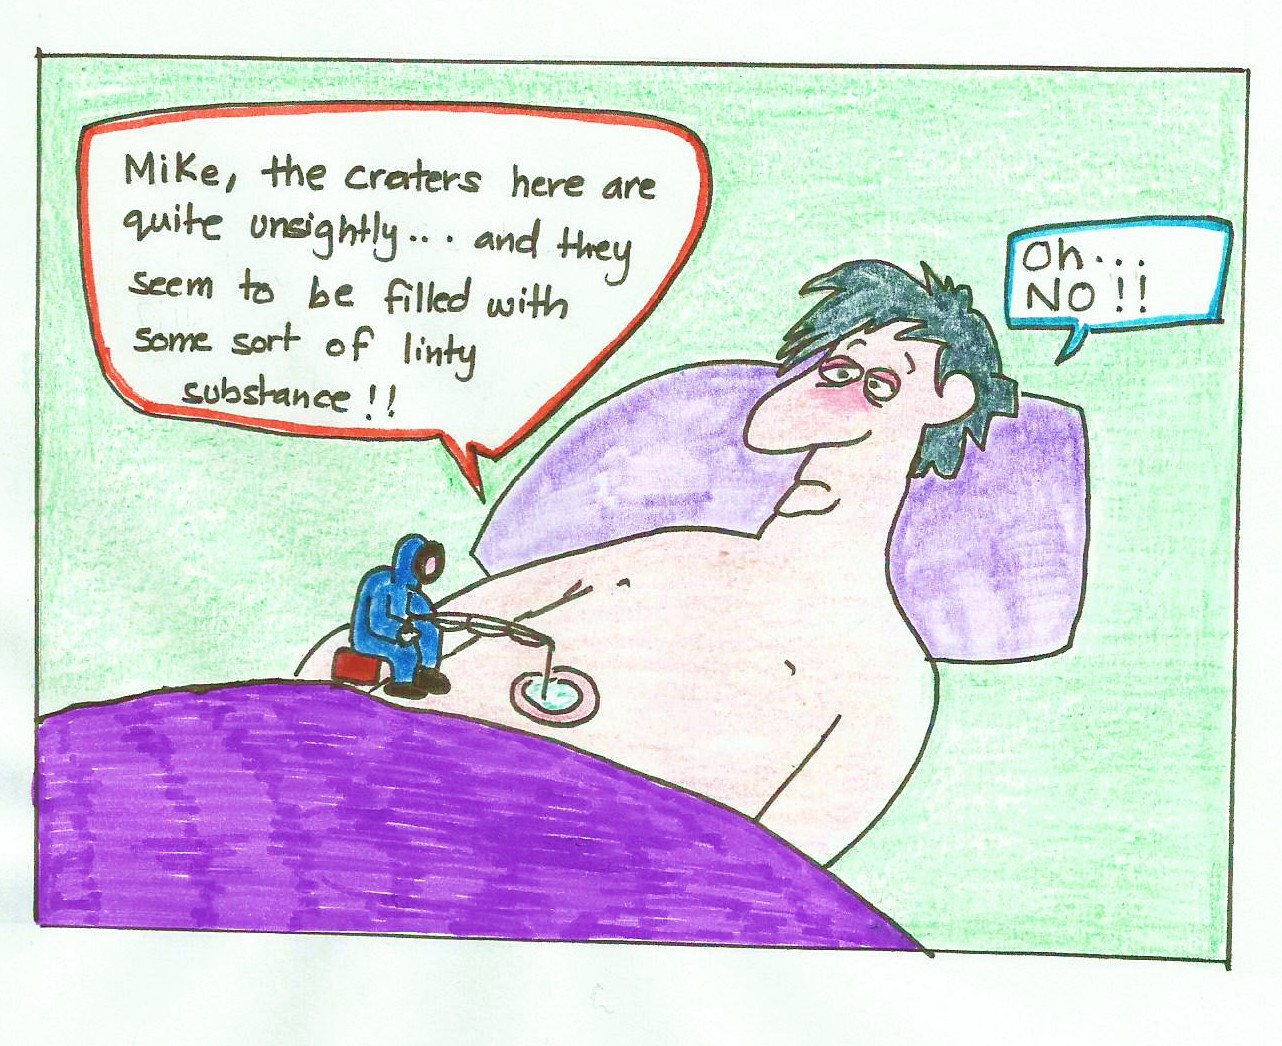 Mike, the craters here are
quite unsightly... and they
seem to be filled with
some sort of linty
substance!!
Oh...
NO!!